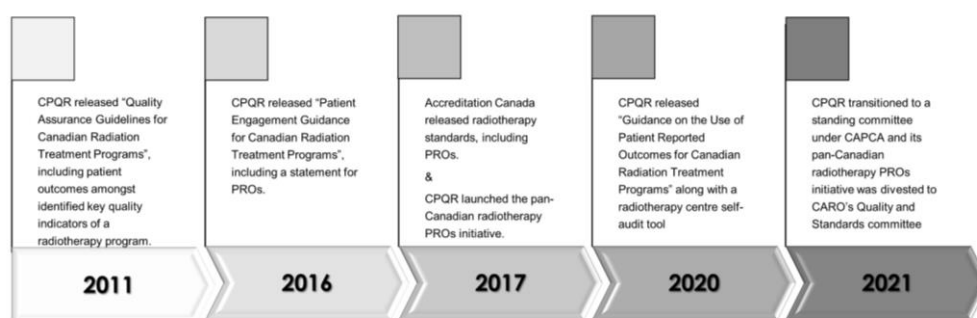 CPQR released "Quality
Assurance Guidelines for
Canadian Radiation
Treatment Programs",
including patient
outcomes amongst
identified key quality
indicators of a
radiotherapy program.
2011
CPQR released "Patient
Engagement Guidance
for Canadian Radiation
Treatment Programs",
including a statement for
PROs.
2016
Accreditation Canada
released radiotherapy
standards, including
PROs.
&
CPQR launched the pan-
Canadian radiotherapy
PROs initiative.
2017
CPQR released
"Guidance on the Use of
Patient Reported
Outcomes for Canadian
Radiation Treatment
Programs" along with a
radiotherapy centre self-
audit tool
2020
CPQR transitioned to a
standing committee
under CAPCA and its
pan-Canadian
radiotherapy PROs
initiative was divested to
CARO's Quality and
Standards committee
2021